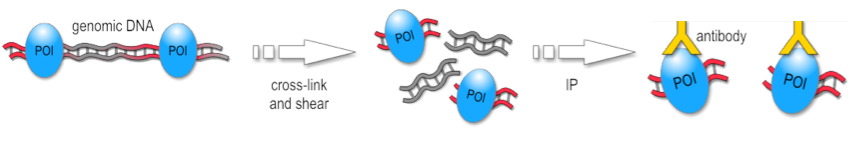 genomic DNA
POI
POI
cross-link
and shear
POI
POI
IP
antibody
POI
POI